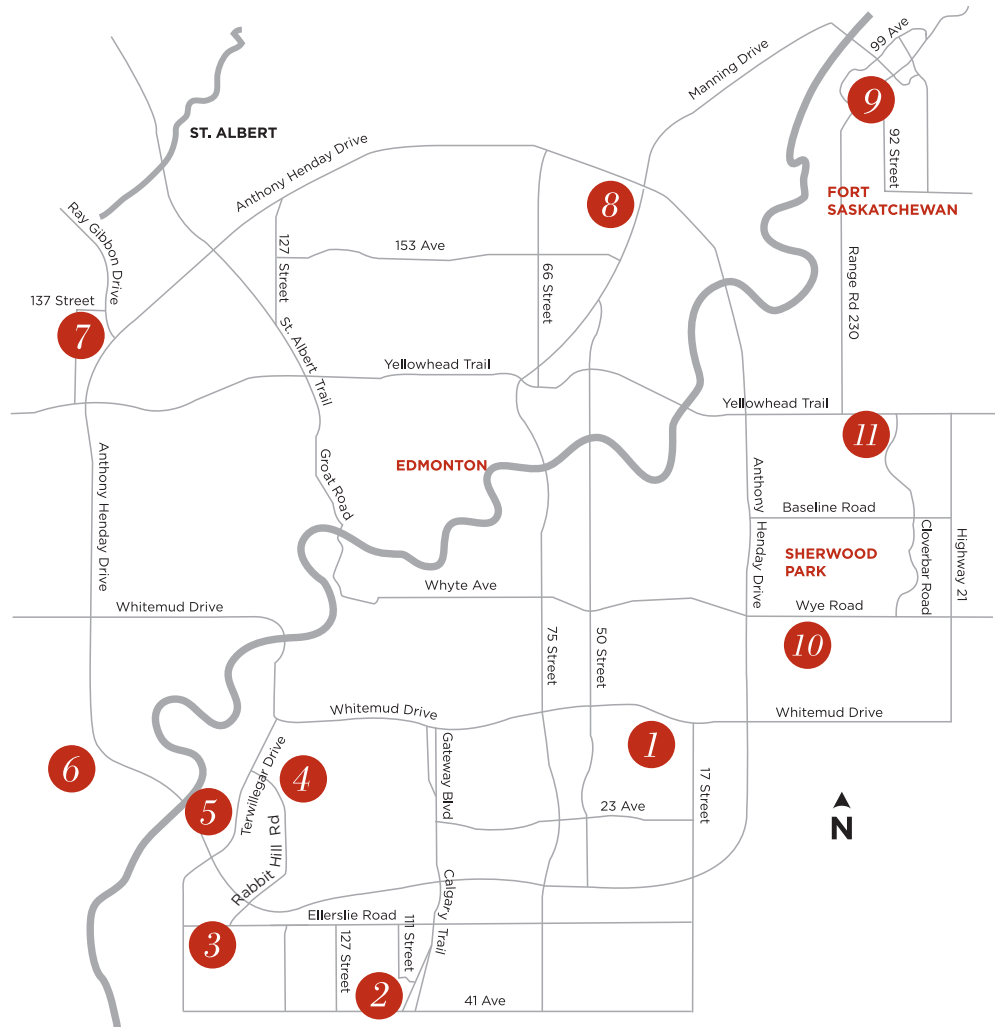 99 Ave
Manning Drive
9
ST. ALBERT
92 Street
Anthony Henday Drive
8
FORT
SASKATCHEWAN
Ray Gibbon Drive
127 Street
153 Ave
66 Street
Range Rd 230
137 Street
7
St. Albert Trail
Yellowhead Trail
Yellowhead Trail
11
Anthony Henday Drive
Groat Road
EDMONTON
Anthony Henday Drive
Baseline Road
Cloverbar Road
Highway 21
SHERWOOD
PARK
Whyte Ave
Whitemud Drive
Wye Road
75 Street
50 Street
10
Whitemud Drive
Whitemud Drive
1
6
Terwillegar Drive
4
Gateway Blvd
17 Street
5
23 Ave
N
Rabbit Hill Rd
Calgary Trail
Ellerslie Road
3
127 Street
111 Street
2
41 Ave